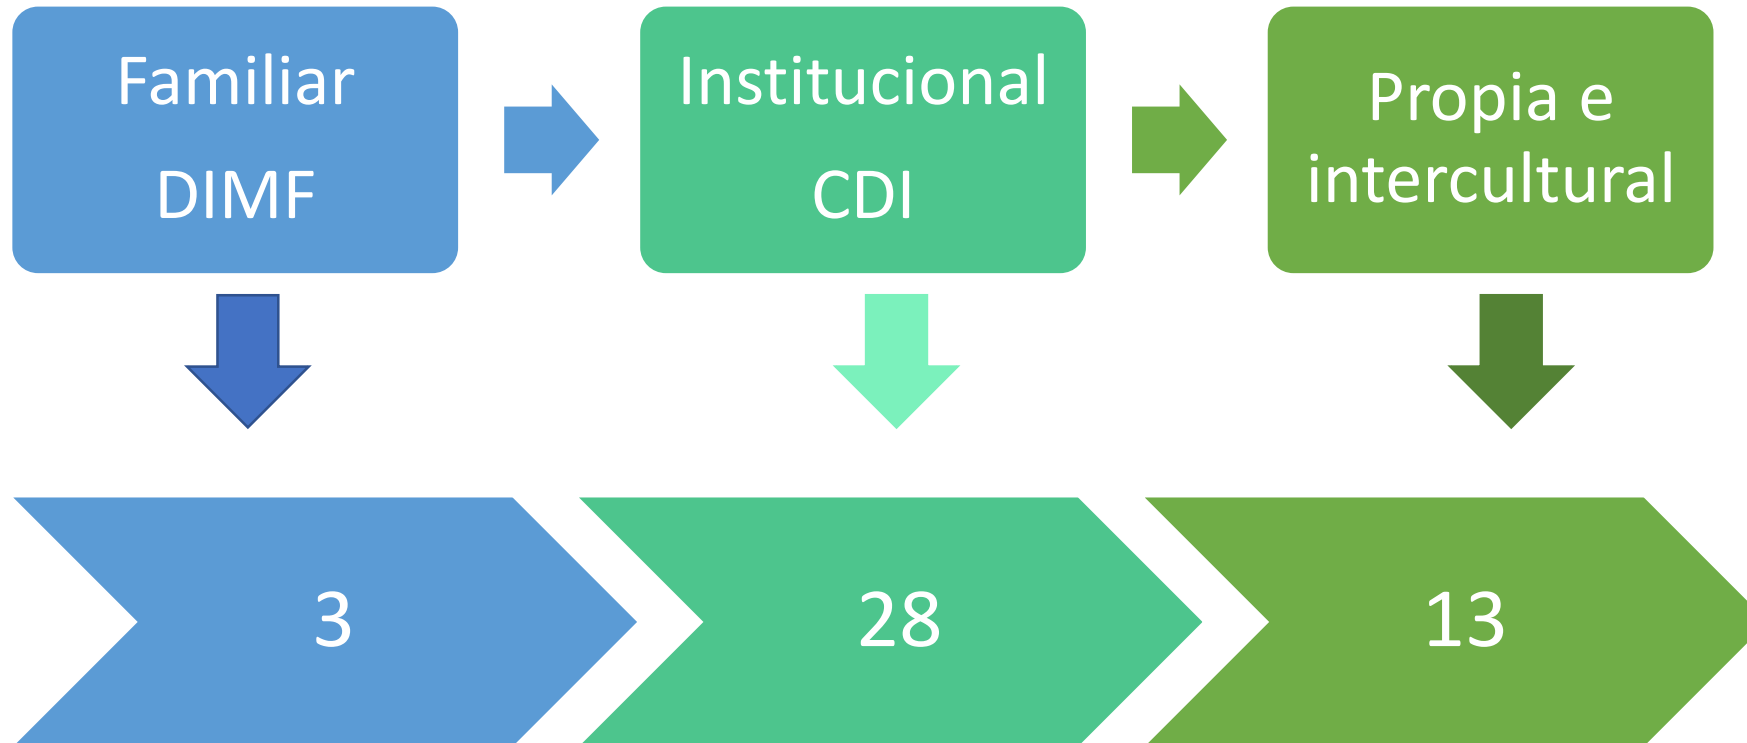 Familiar
DIMF
Institucional
CDI
Propia e
intercultural
3
28
13